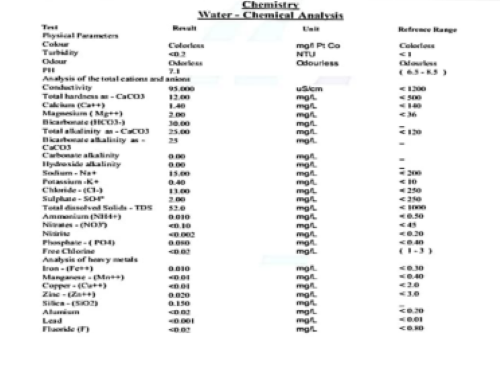 Chemistry
Water - Chemical Analysis
Test Result Unit Refrence Range
Physical Parameters
Colour Colorless mg/l Pt Co Colorless
Turbidity <0.2 NTU < 1
Odour Odorless Odourless Odourless
PH 7.1 ( 6.5 - 8.5 )
Analysis of the total cations and anions
Conductivity 95.000 uS/cm < 1200
Total hardness as - CaCO3 12.00 mg/L < 500
Calcium (Ca++) 1.40 mg/L < 140
Magnesium ( Mg++) 2.00 mg/L < 36
Bicarbonate (HCO3-) 30.00 mg/L _
Total alkalinity as - CaCO3 25.00 mg/L < 120
Bicarbonate alkalinity as - 25 mg/L _
CaCO3
Carbonate alkalinity 0.00 mg/L _
Hydroxide alkalinity 0.00 mg/L _
Sodium - Na+ 15.00 mg/L < 200
Potassium -K+ 0.40 mg/L < 10
Chloride - (Cl-) 13.00 mg/L < 250
Sulphate - SO4 2.00 mg/L < 250
Total dissolved Solids - TDS 52.0 mg/L < 1000
Ammonium (NH4+) 0.010 mg/L < 0.50
Nitrates - (NO3) <0.10 mg/L < 45
Nitirite <0.002 mg/L < 0.20
Phosphate - ( PO4) mg/L < 0.40
Free Chlorine <0.02 mg/L ( 1 - 3 )
Analysis of heavy metals
Iron - (Fe++) 0.010 mg/L < 0.30
Manganese - (Mn++) <0.01 mg/L < 0.40
Copper - (Cu++) <0.01 mg/L < 2.0
Zinc - (Zn++) 0.020 mg/L < 3.0
Silica - (SiO2) 0.150 mg/L _
Alumium <0.02 mg/L < 0.20
Lead <0.001 mg/L < 0.01
Fluoride (F) <0.02 mg/L < 0.80